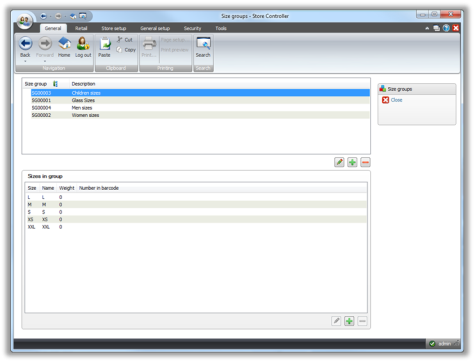 Size groups - Store Controller
General Retail Store setup General setup Security Tools
Back Forward Home Log out Paste Cut Copy Print... Page setup Print preview Search
Navigation Clipboard Printing Search
Size group Description
SG00003 Children sizes
SG00001 Glass Sizes
SG00004 Men sizes
SG00002 Women sizes
Size groups
Close
Sizes in group
Size Name Weight Number in barcode
L L 0
M M 0
S S 0
XS XS 0
XXL XXL 0
admin